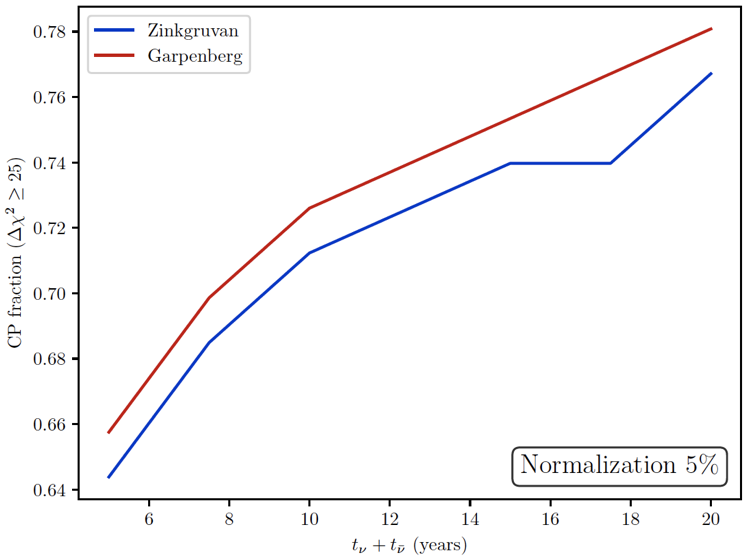 Zinkgruvan
Garpenberg
0.78
0.76
0.74
0.72
0.70
0.68
0.66
0.64
CP fraction (Δχ² ≥ 25)
Normalization 5%
6 8 10 12 14 16 18 20
t_ν + t_ν̄ (years)